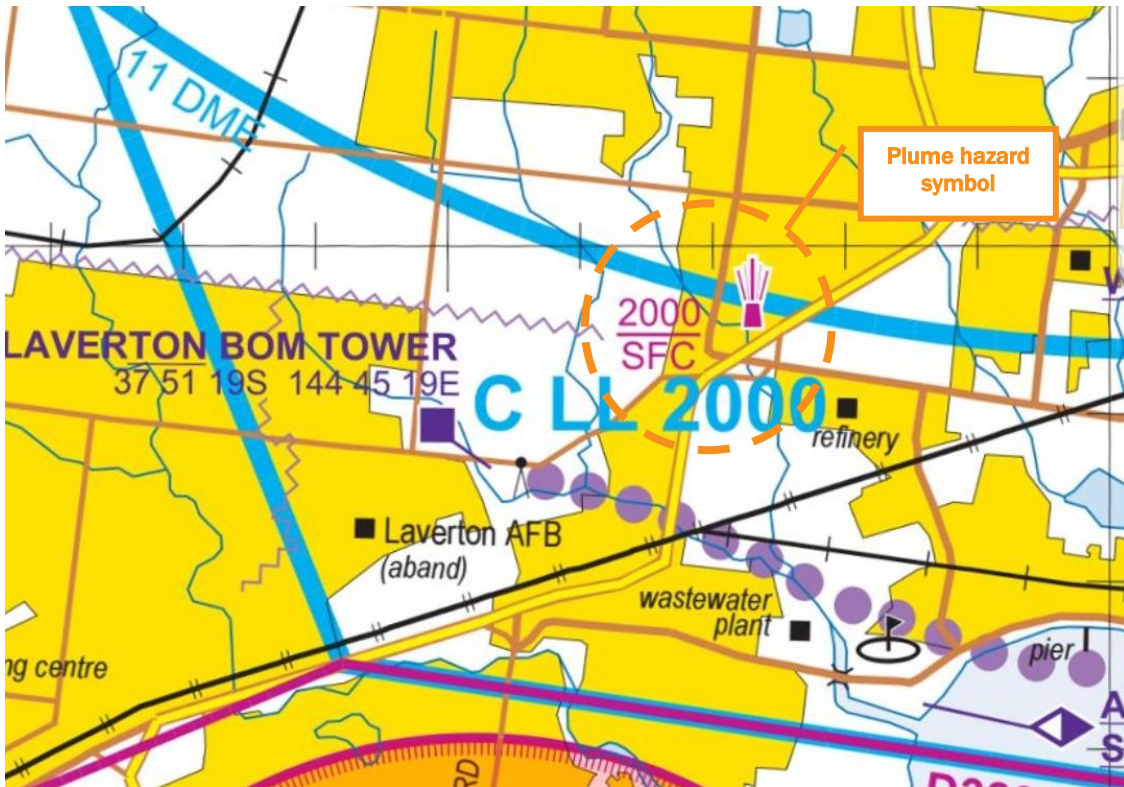 11 DME
Plume hazard
symbol
2000
SFC
LAVERTON BOM TOWER
37 51 19S 144 45 19E
C LL 2000
refinery
Laverton AFB
(aband)
wastewater
plant
ng centre
pier
A
S
RD